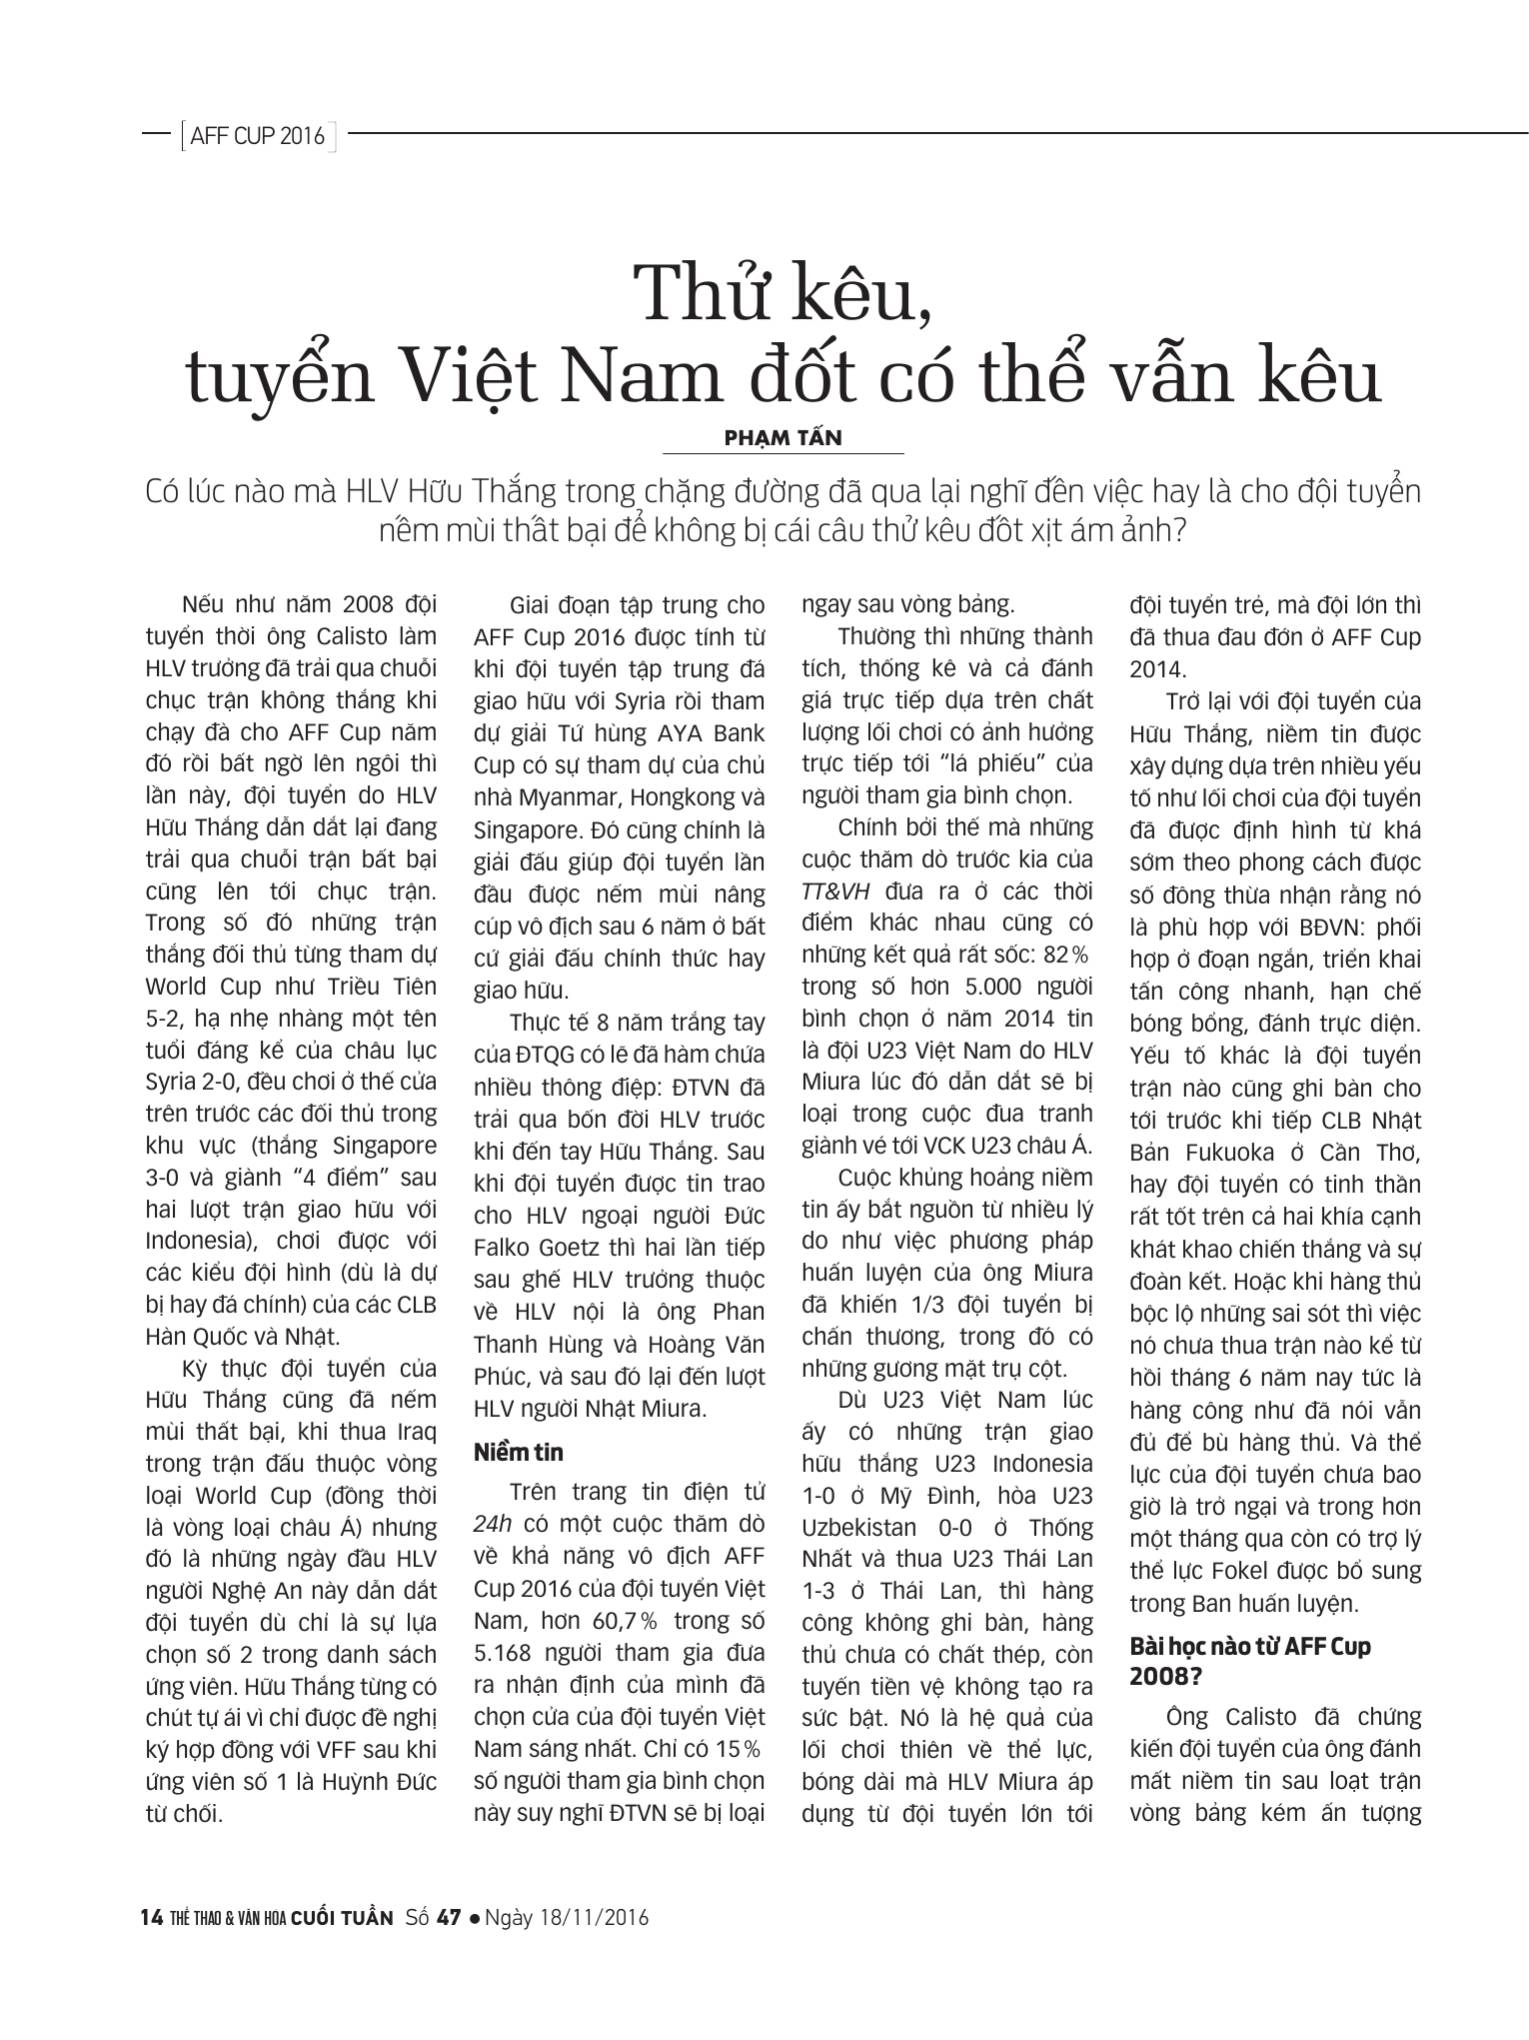 [ AFF CUP 2016 ]
Thử kêu,
tuyển Việt Nam đốt có thể vẫn kêu
PHẠM TẤN
Có lúc nào mà HLV Hữu Thắng trong chặng đường đã qua lại nghĩ đến việc hay là cho đội tuyển
nếm mùi thất bại để không bị cái câu thử kêu đốt xịt ám ảnh?
Nếu như năm 2008 đội
tuyển thời ông Calisto làm
HLV trưởng đã trải qua chuỗi
chục trận không thắng khi
chạy đà cho AFF Cup năm
đó rồi bất ngờ lên ngôi thì
lần này, đội tuyển do HLV
Hữu Thắng dẫn dắt lại đang
trải qua chuỗi trận bất bại
cũng lên tới chục trận.
Trong số đó những trận
thắng đối thủ từng tham dự
World Cup như Triều Tiên
5-2, hạ nhẹ nhàng một tên
tuổi đáng kể của châu lục
Syria 2-0, đều chơi ở thế cửa
trên trước các đối thủ trong
khu vực (thắng Singapore
3-0 và giành “4 điểm” sau
hai lượt trận giao hữu với
Indonesia), chơi được với
các kiểu đội hình (dù là dự
bị hay đá chính) của các CLB
Hàn Quốc và Nhật.
Kỳ thực đội tuyển của
Hữu Thắng cũng đã nếm
mùi thất bại, khi thua Iraq
trong trận đấu thuộc vòng
loại World Cup (đồng thời
là vòng loại châu Á) nhưng
đó là những ngày đầu HLV
người Nghệ An này dẫn dắt
đội tuyển dù chỉ là sự lựa
chọn số 2 trong danh sách
ứng viên. Hữu Thắng từng có
chút tự ái vì chỉ được đề nghị
ký hợp đồng với VFF sau khi
ứng viên số 1 là Huỳnh Đức
từ chối.
Giai đoạn tập trung cho
AFF Cup 2016 được tính từ
khi đội tuyển tập trung đá
giao hữu với Syria rồi tham
dự giải Tứ hùng AYA Bank
Cup có sự tham dự của chủ
nhà Myanmar, Hongkong và
Singapore. Đó cũng chính là
giải đấu giúp đội tuyển lần
đầu được nếm mùi nâng
cúp vô địch sau 6 năm ở bất
cứ giải đấu chính thức hay
giao hữu.
Thực tế 8 năm trắng tay
của ĐTQG có lẽ đã hàm chứa
nhiều thông điệp: ĐTVN đã
trải qua bốn đời HLV trước
khi đến tay Hữu Thắng. Sau
khi đội tuyển được tin trao
cho HLV ngoại người Đức
Falko Goetz thì hai lần tiếp
sau ghế HLV trưởng thuộc
về HLV nội là ông Phan
Thanh Hùng và Hoàng Văn
Phúc, và sau đó lại đến lượt
HLV người Nhật Miura.
Niềm tin
Trên trang tin điện tử
24h có một cuộc thăm dò
về khả năng vô địch AFF
Cup 2016 của đội tuyển Việt
Nam, hơn 60,7% trong số
5.168 người tham gia đưa
ra nhận định của mình đã
chọn cửa của đội tuyển Việt
Nam sáng nhất. Chỉ có 15%
số người tham gia bình chọn
này suy nghĩ ĐTVN sẽ bị loại
ngay sau vòng bảng.
Thường thì những thành
tích, thống kê và cả đánh
giá trực tiếp dựa trên chất
lượng lối chơi có ảnh hưởng
trực tiếp tới “lá phiếu” của
người tham gia bình chọn.
Chính bởi thế mà những
cuộc thăm dò trước kia của
TT&VH đưa ra ở các thời
điểm khác nhau cũng có
những kết quả rất sốc: 82%
trong số hơn 5.000 người
bình chọn ở năm 2014 tin
là đội U23 Việt Nam do HLV
Miura lúc đó dẫn dắt sẽ bị
loại trong cuộc đua tranh
giành vé tới VCK U23 châu Á.
Cuộc khủng hoảng niềm
tin ấy bắt nguồn từ nhiều lý
do như việc phương pháp
huấn luyện của ông Miura
đã khiến 1/3 đội tuyển bị
chấn thương, trong đó có
những gương mặt trụ cột.
Dù U23 Việt Nam lúc
ấy có những trận giao
hữu thắng U23 Indonesia
1-0 ở Mỹ Đình, hòa U23
Uzbekistan 0-0 ở Thống
Nhất và thua U23 Thái Lan
1-3 ở Thái Lan, thì hàng
công không ghi bàn, hàng
thủ chưa có chất thép, còn
tuyến tiền vệ không tạo ra
sức bật. Nó là hệ quả của
lối chơi thiên về thể lực,
bóng dài mà HLV Miura áp
dụng từ đội tuyển lớn tới
đội tuyển trẻ, mà đội lớn thì
đã thua đau đớn ở AFF Cup
2014.
Trở lại với đội tuyển của
Hữu Thắng, niềm tin được
xây dựng dựa trên nhiều yếu
tố như lối chơi của đội tuyển
đã được định hình từ khá
sớm theo phong cách được
số đông thừa nhận rằng nó
là phù hợp với BĐVN: phối
hợp ở đoạn ngắn, triển khai
tấn công nhanh, hạn chế
bóng bổng, đánh trực diện.
Yếu tố khác là đội tuyển
trận nào cũng ghi bàn cho
tới trước khi tiếp CLB Nhật
Bản Fukuoka ở Cần Thơ,
hay đội tuyển có tinh thần
rất tốt trên cả hai khía cạnh
khát khao chiến thắng và sự
đoàn kết. Hoặc khi hàng thủ
bộc lộ những sai sót thì việc
nó chưa thua trận nào kể từ
hồi tháng 6 năm nay tức là
hàng công như đã nói vẫn
đủ để bù hàng thủ. Và thể
lực của đội tuyển chưa bao
giờ là trở ngại và trong hơn
một tháng qua còn có trợ lý
thể lực Fokel được bổ sung
trong Ban huấn luyện.
Bài học nào từ AFF Cup
2008?
Ông Calisto đã chứng
kiến đội tuyển của ông đánh
mất niềm tin sau loạt trận
vòng bảng kém ấn tượng
14 THỂ THAO & VĂN HÓA CUỐI TUẦN Số 47 ● Ngày 18/11/2016